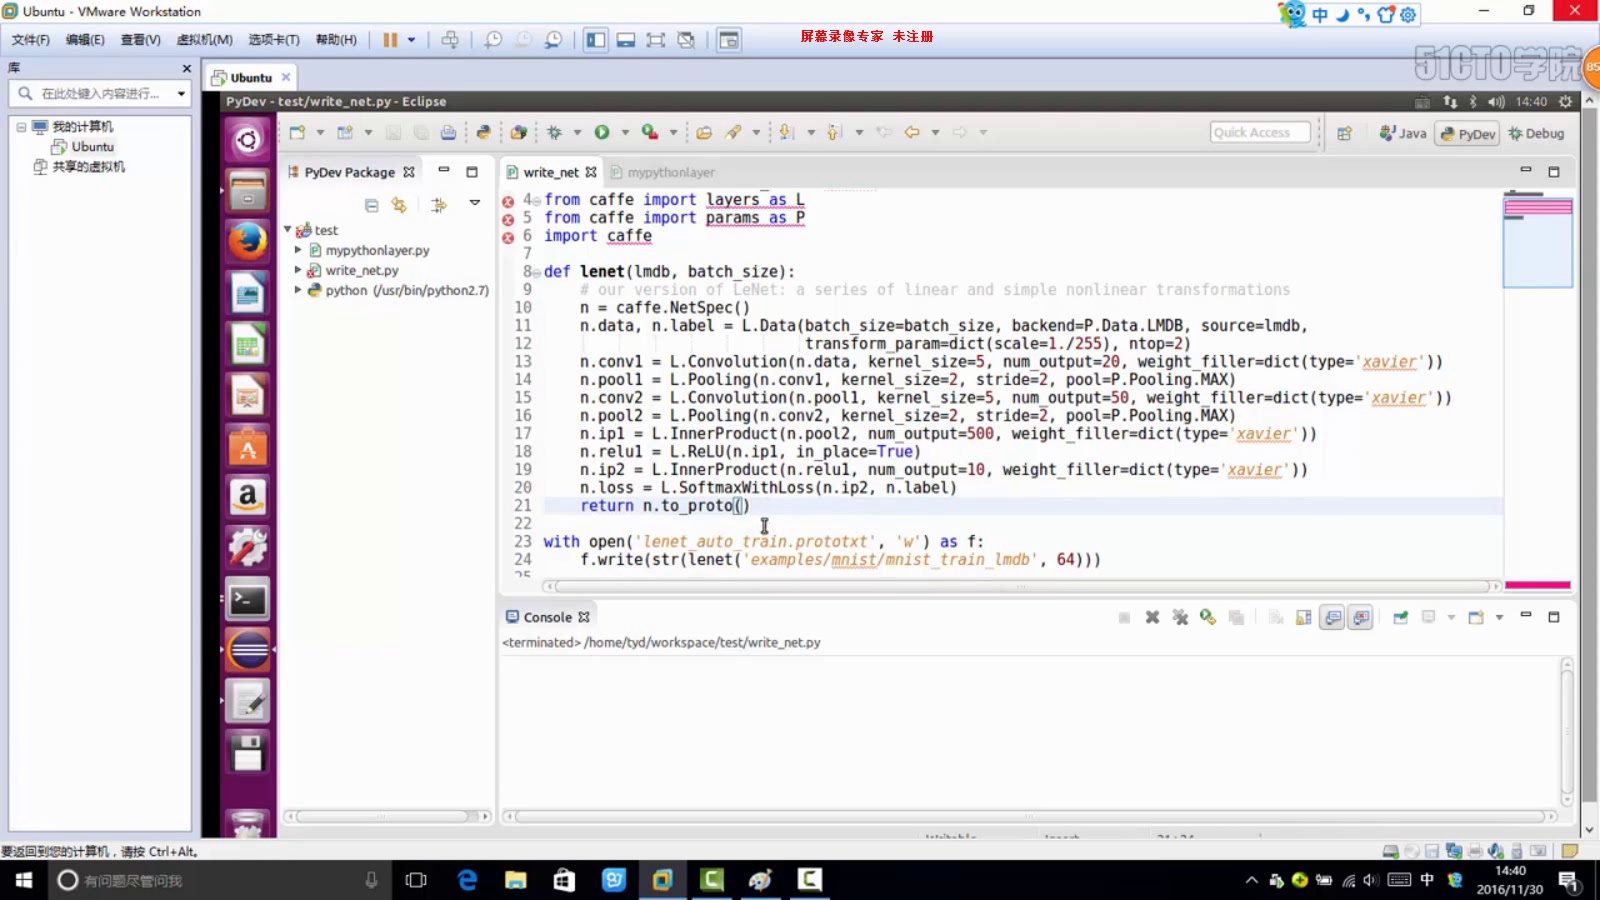 Ubuntu - VMware Workstation
中
文件(F) 编辑(E) 查看(V) 虚拟机(M) 选项卡(T) 帮助(H)
屏幕录像专家 未注册
51CTO学院
85
库
在此处键入内容进行...
我的计算机
Ubuntu
共享的虚拟机
Ubuntu
PyDev - test/write_net.py - Eclipse
14:40
Quick Access
Java
PyDev
Debug
PyDev Package
test
mypythonlayer.py
write_net.py
python (/usr/bin/python2.7)
write_net
mypythonlayer
4 from caffe import layers as L
5 from caffe import params as P
6 import caffe
7
8 def lenet(lmdb, batch_size):
9 # our version of LeNet: a series of linear and simple nonlinear transformations
10 n = caffe.NetSpec()
11 n.data, n.label = L.Data(batch_size=batch_size, backend=P.Data.LMDB, source=lmdb,
12 transform_param=dict(scale=1./255), ntop=2)
13 n.conv1 = L.Convolution(n.data, kernel_size=5, num_output=20, weight_filler=dict(type='xavier'))
14 n.pool1 = L.Pooling(n.conv1, kernel_size=2, stride=2, pool=P.Pooling.MAX)
15 n.conv2 = L.Convolution(n.pool1, kernel_size=5, num_output=50, weight_filler=dict(type='xavier'))
16 n.pool2 = L.Pooling(n.conv2, kernel_size=2, stride=2, pool=P.Pooling.MAX)
17 n.ip1 = L.InnerProduct(n.pool2, num_output=500, weight_filler=dict(type='xavier'))
18 n.relu1 = L.ReLU(n.ip1, in_place=True)
19 n.ip2 = L.InnerProduct(n.relu1, num_output=10, weight_filler=dict(type='xavier'))
20 n.loss = L.SoftmaxWithLoss(n.ip2, n.label)
21 return n.to_proto()
22
23 with open('lenet_auto_train.prototxt', 'w') as f:
24 f.write(str(lenet('examples/mnist/mnist_train_lmdb', 64)))
25
Console
<terminated> /home/tyd/workspace/test/write_net.py
要返回到您的计算机，请按 Ctrl+Alt。
有问题尽管问我
中
14:40
2016/11/30
1